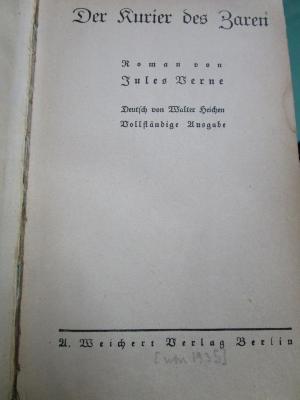 Der Kurier des Zaren
Roman von
Jules Verne
Deutsch von Walter Heichen
Vollständige Ausgabe
A. Weichert Verlag Berlin
[um 1935]